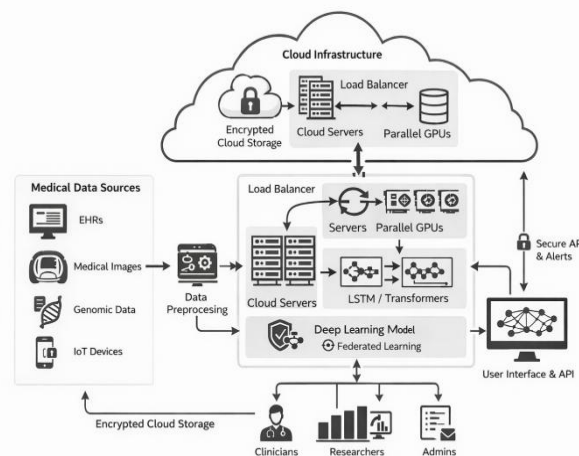 Cloud Infrastructure
Load Balancer
Encrypted
Cloud Storage
Cloud Servers
Parallel GPUs
Medical Data Sources
EHRs
Medical Images
Genomic Data
IoT Devices
Data
Preprocesing
Load Balancer
Servers
Parallel GPUs
Cloud Servers
LSTM / Transformers
Deep Learning Model
Federated Learning
Secure AP
& Alerts
User Interface & API
Encrypted Cloud Storage
Clinicians
Researchers
Admins